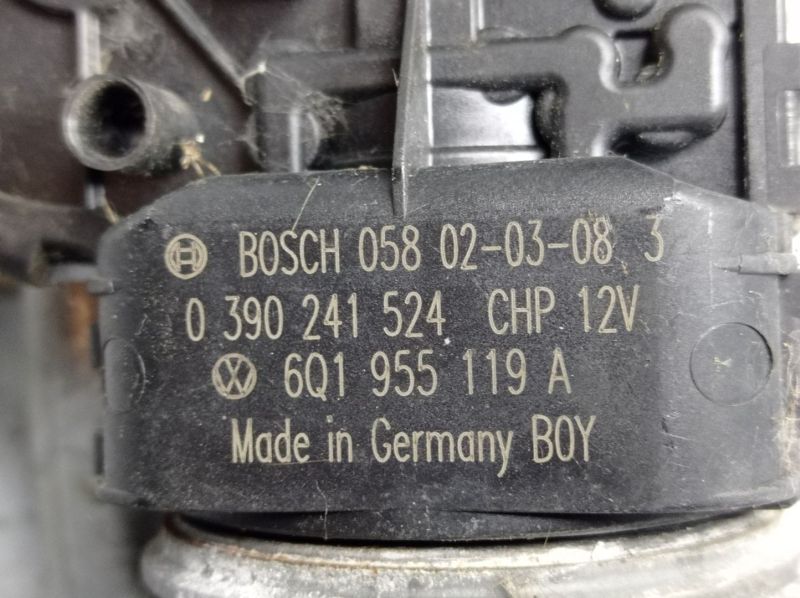 BOSCH 058 02-03-08 3
0 390 241 524 CHP 12V
6Q1 955 119 A
Made in Germany BOY